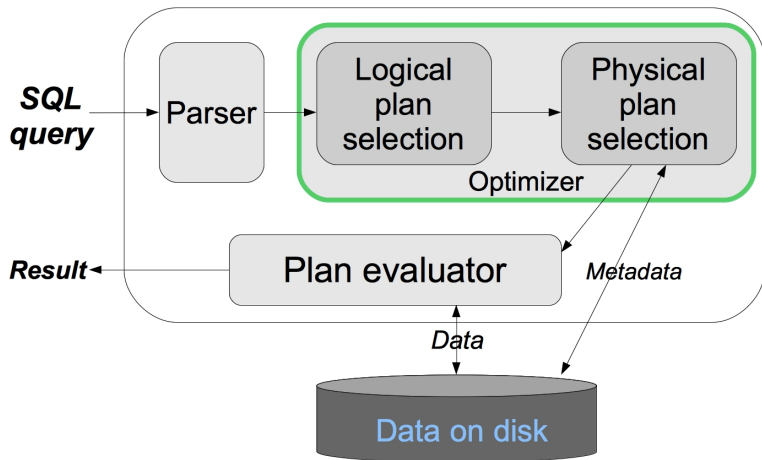 SQL
query
Parser
Logical
plan
selection
Physical
plan
selection
Optimizer
Result
Plan evaluator
Metadata
Data
Data on disk